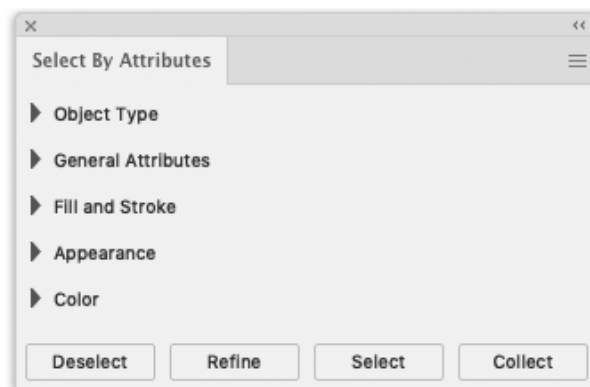 Select By Attributes
Object Type
General Attributes
Fill and Stroke
Appearance
Color
Deselect Refine Select Collect